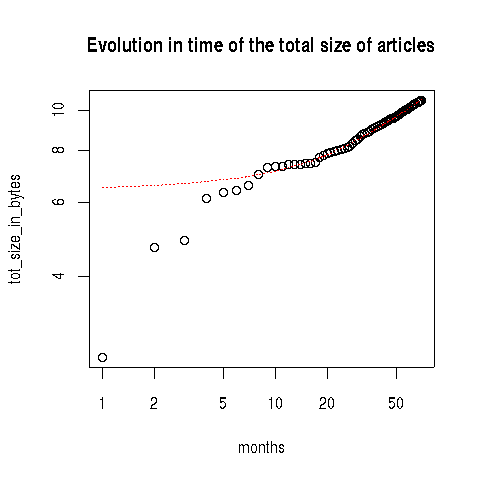 Evolution in time of the total size of articles
tot_size_in_bytes
10
8
6
4
1 2 5 10 20 50
months